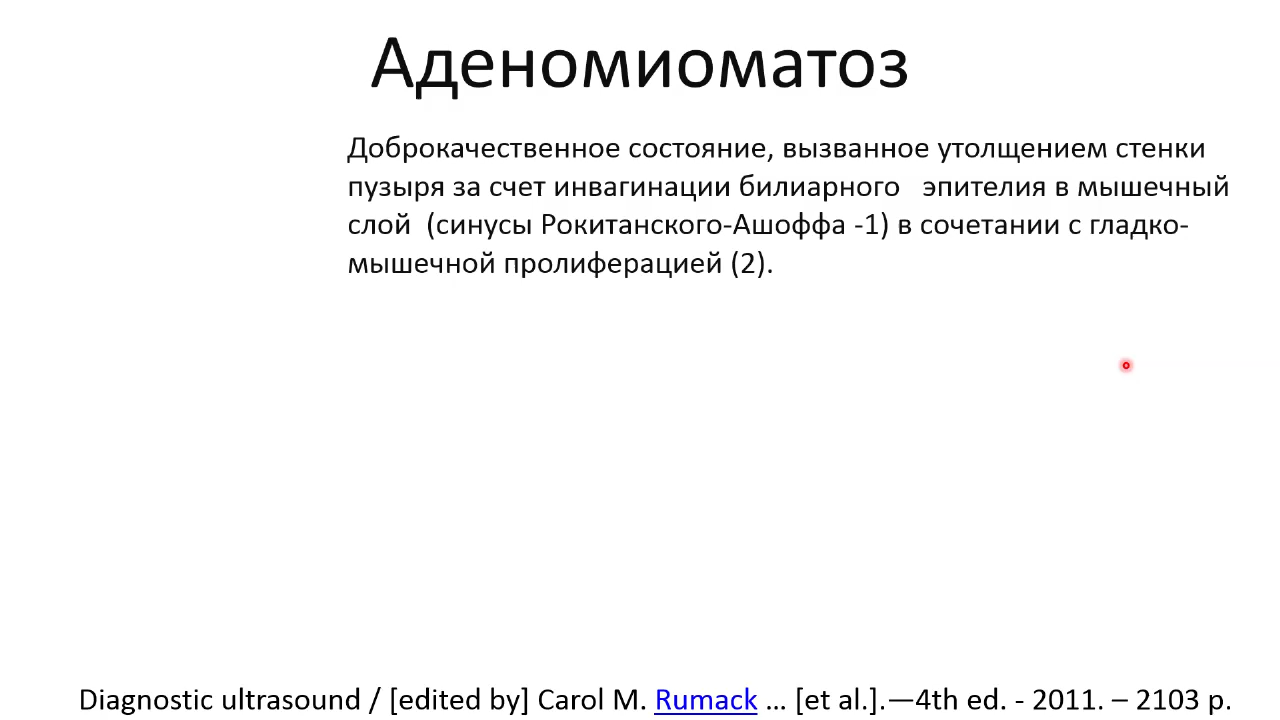 Аденомиоматоз
Доброкачественное состояние, вызванное утолщением стенки
пузыря за счет инвагинации билиарного эпителия в мышечный
слой (синусы Рокитанского-Ашоффа -1) в сочетании с гладко-
мышечной пролиферацией (2).
Diagnostic ultrasound / [edited by] Carol M. Rumack … [et al.].—4th ed. - 2011. – 2103 p.